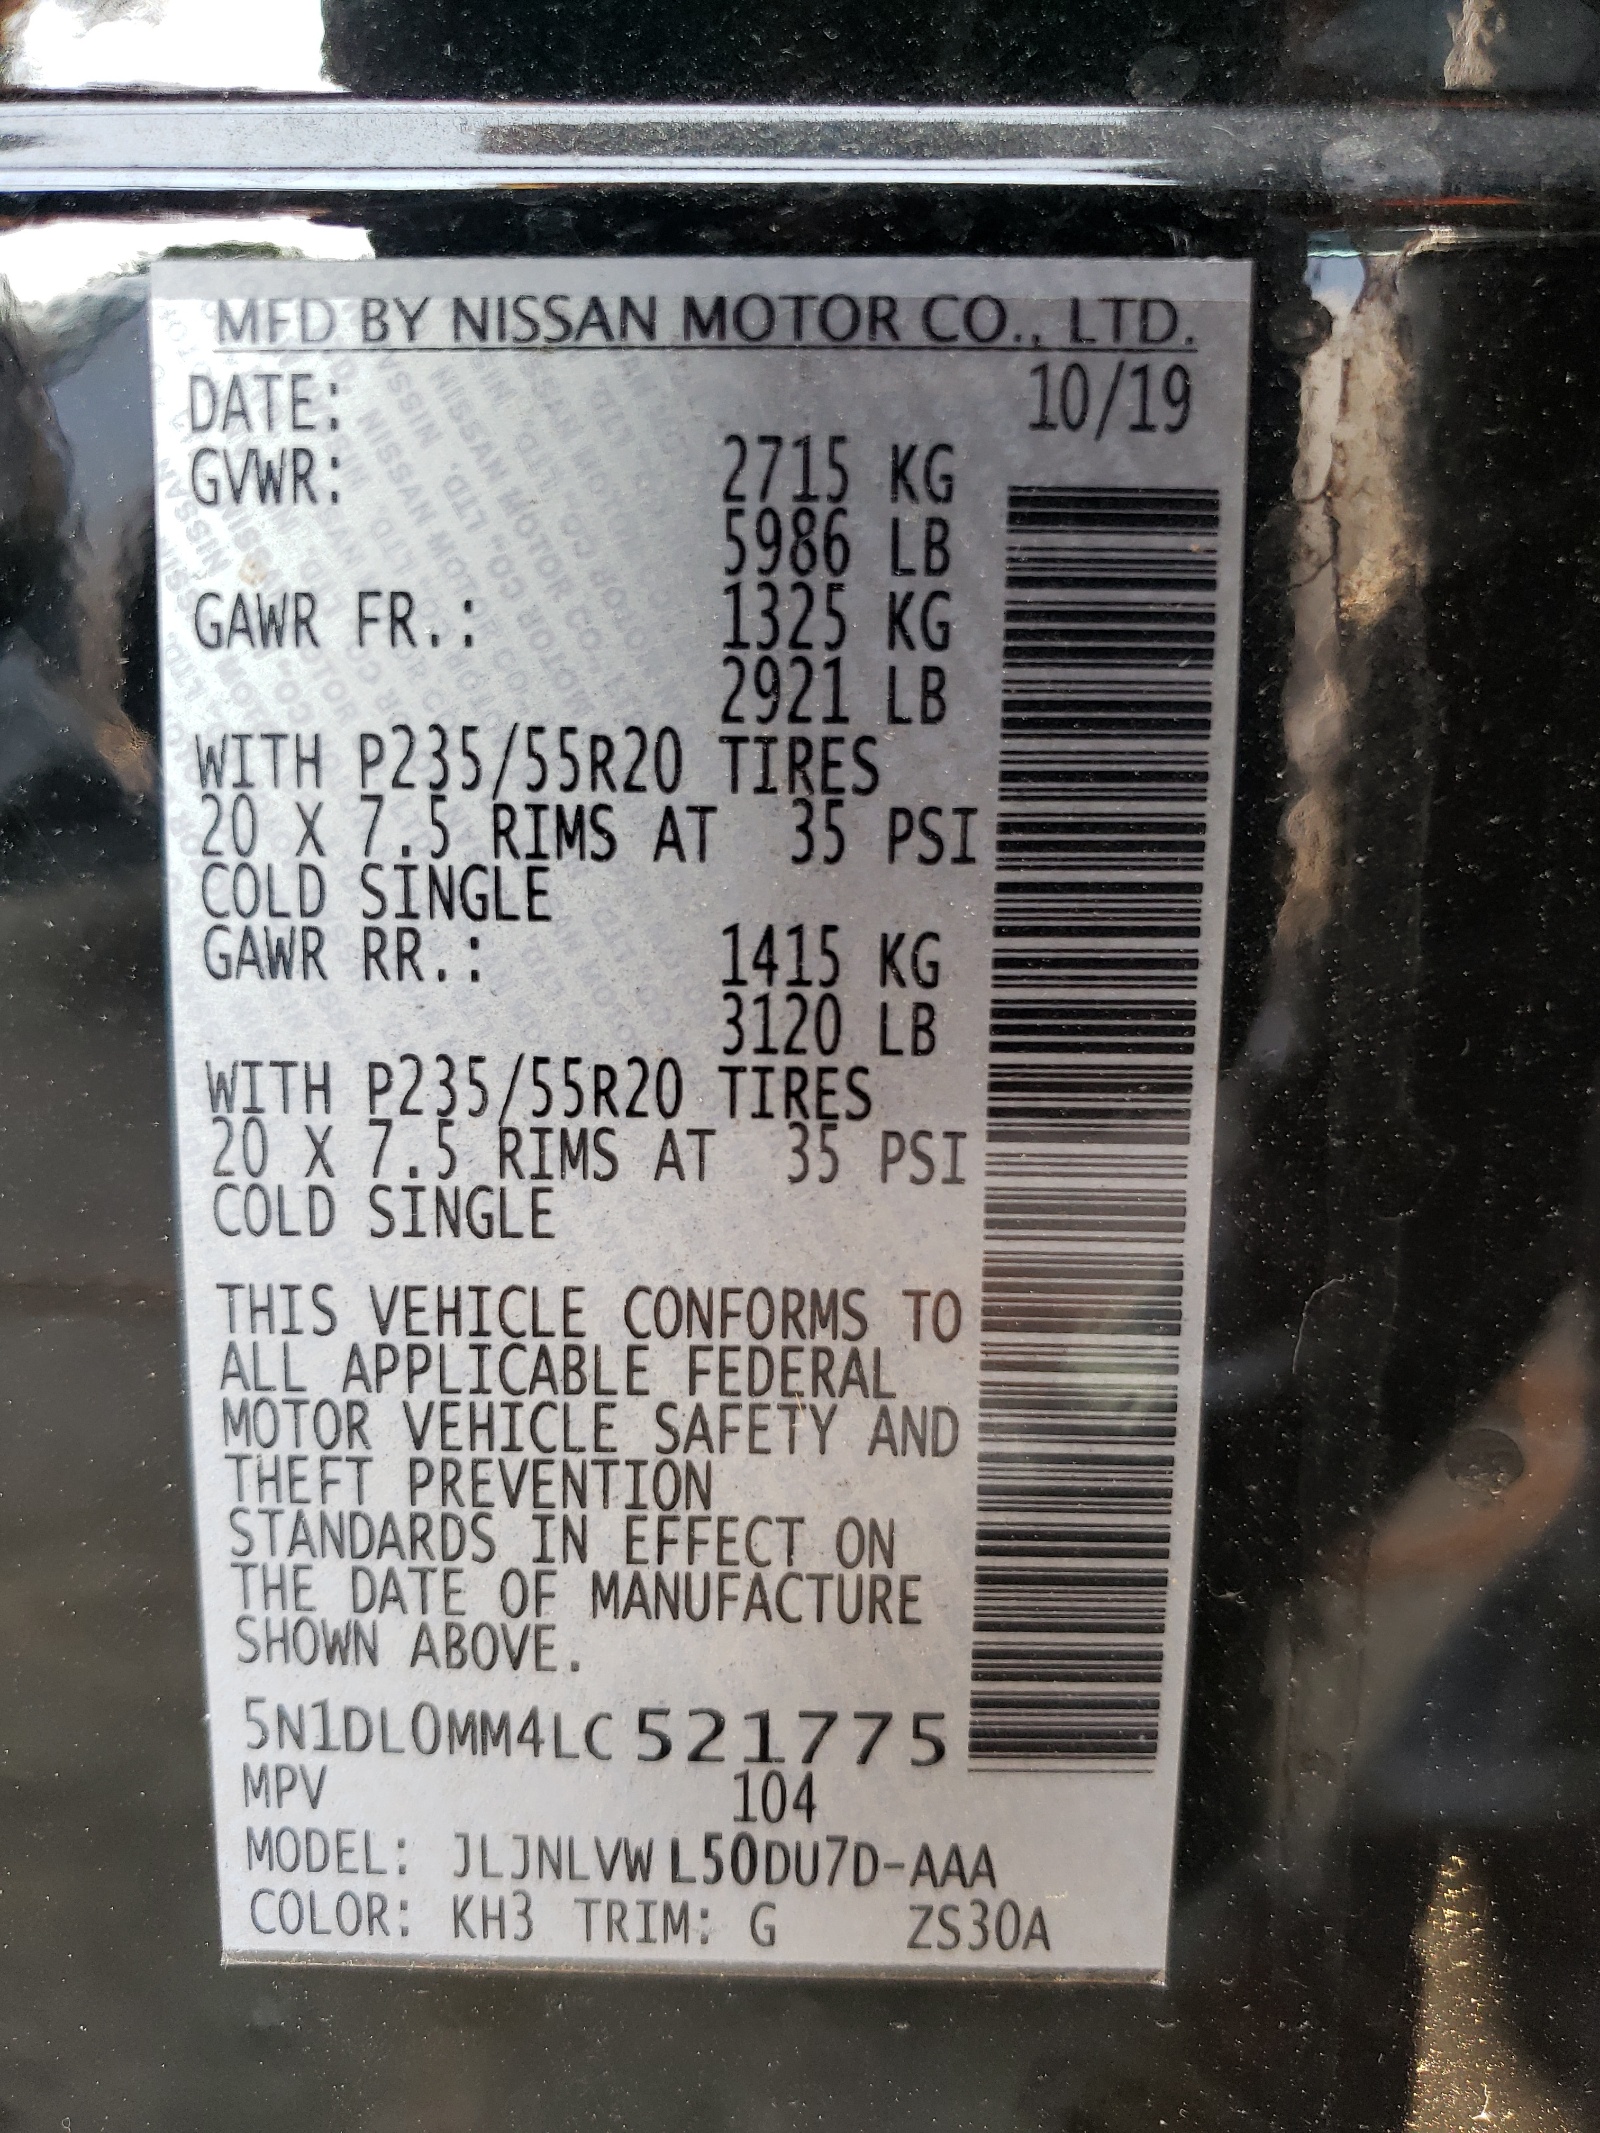 MFD BY NISSAN MOTOR CO., LTD.
DATE: 10/19
GVWR: 2715 KG
5986 LB
GAWR FR.: 1325 KG
2921 LB
WITH P235/55R20 TIRES
20 X 7.5 RIMS AT 35 PSI
COLD SINGLE
GAWR RR.: 1415 KG
3120 LB
WITH P235/55R20 TIRES
20 X 7.5 RIMS AT 35 PSI
COLD SINGLE
THIS VEHICLE CONFORMS TO
ALL APPLICABLE FEDERAL
MOTOR VEHICLE SAFETY AND
THEFT PREVENTION
STANDARDS IN EFFECT ON
THE DATE OF MANUFACTURE
SHOWN ABOVE.
5N1DL0MM4LC521775
MPV 104
MODEL: JLJNLVW L50DU7D-AAA
COLOR: KH3 TRIM: G ZS30A